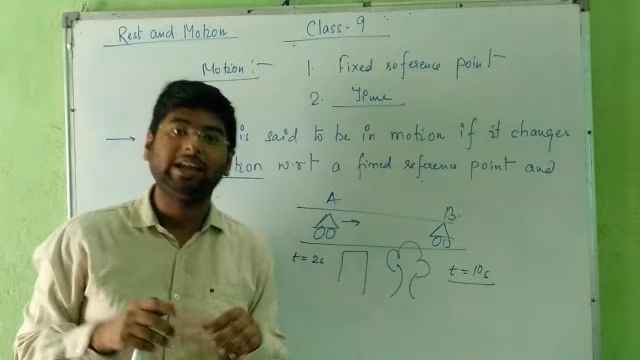 Rest and Motion
Class - 9
Motion :-
1. Fixed reference point
2. Time
→ is said to be in motion if it changes
w.r.t a fixed reference point and
A
B
t = 2s
t = 10s